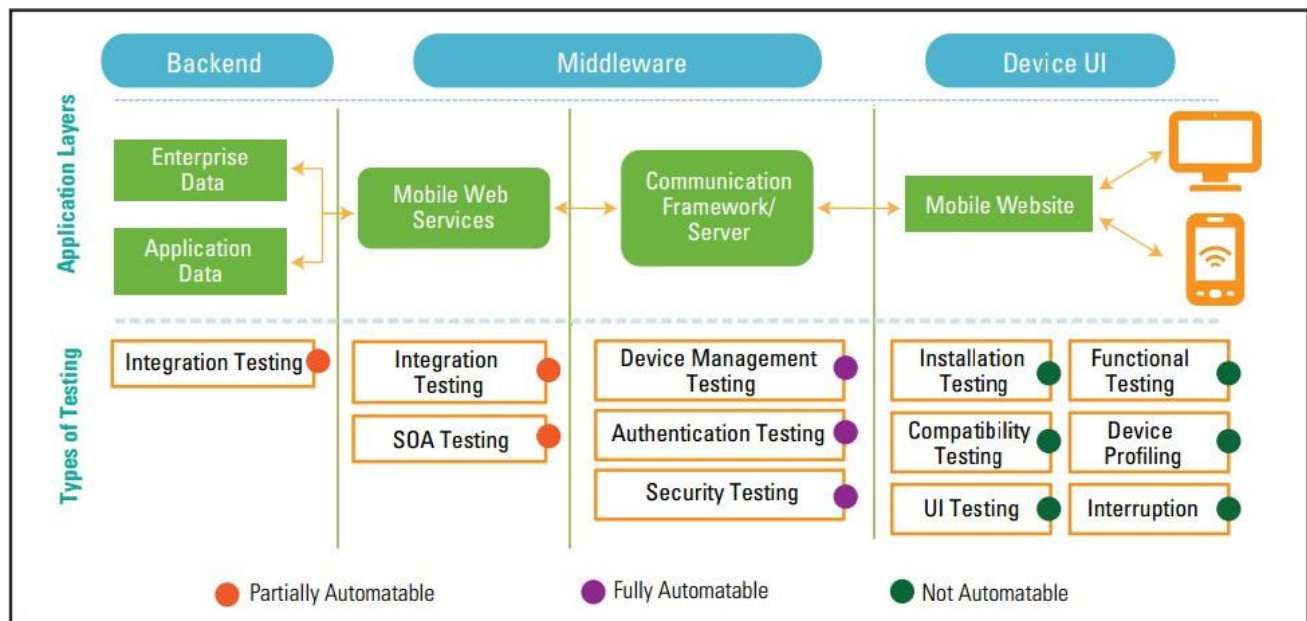 Backend
Middleware
Device UI
Application Layers
Enterprise
Data
Application
Data
Mobile Web
Services
Communication
Framework/
Server
Mobile Website
Types of Testing
Integration Testing
Integration
Testing
SOA Testing
Device Management
Testing
Authentication Testing
Security Testing
Installation
Testing
Functional
Testing
Compatibility
Testing
Device
Profiling
UI Testing
Interruption
Partially Automatable
Fully Automatable
Not Automatable